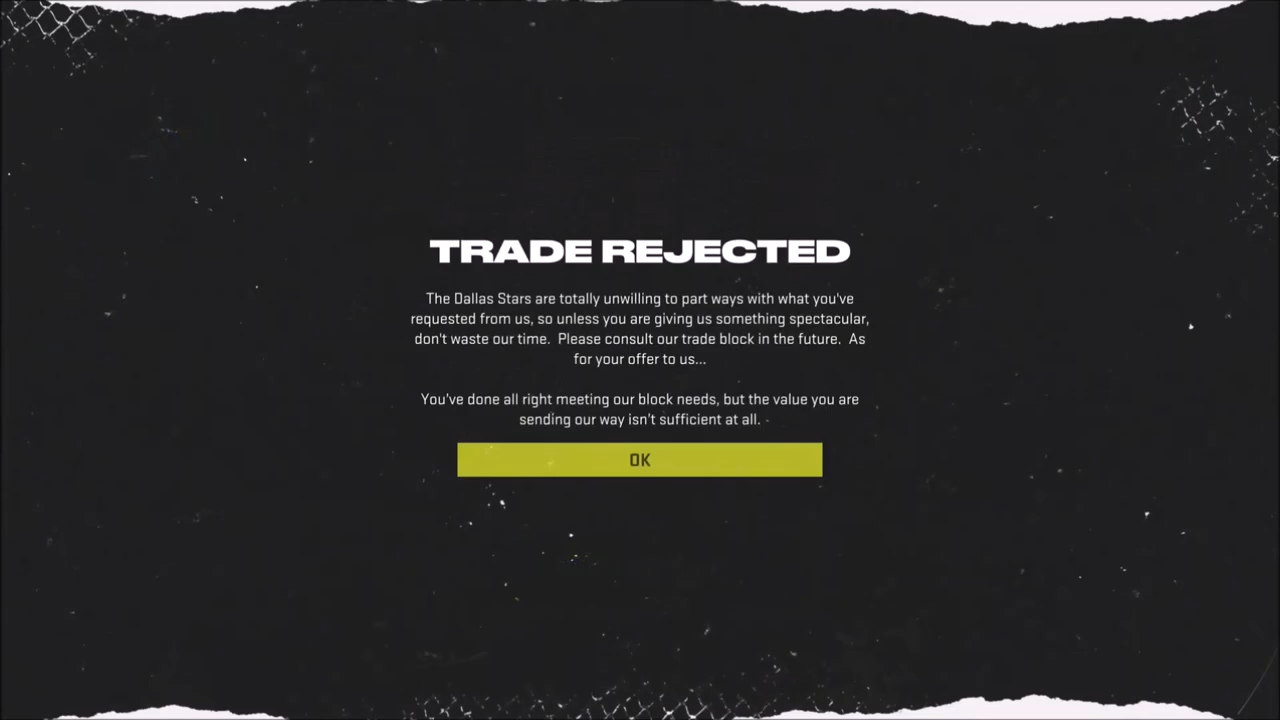 TRADE REJECTED
The Dallas Stars are totally unwilling to part ways with what you've
requested from us, so unless you are giving us something spectacular,
don't waste our time.  Please consult our trade block in the future.  As
for your offer to us...
You've done all right meeting our block needs, but the value you are
sending our way isn't sufficient at all.
OK